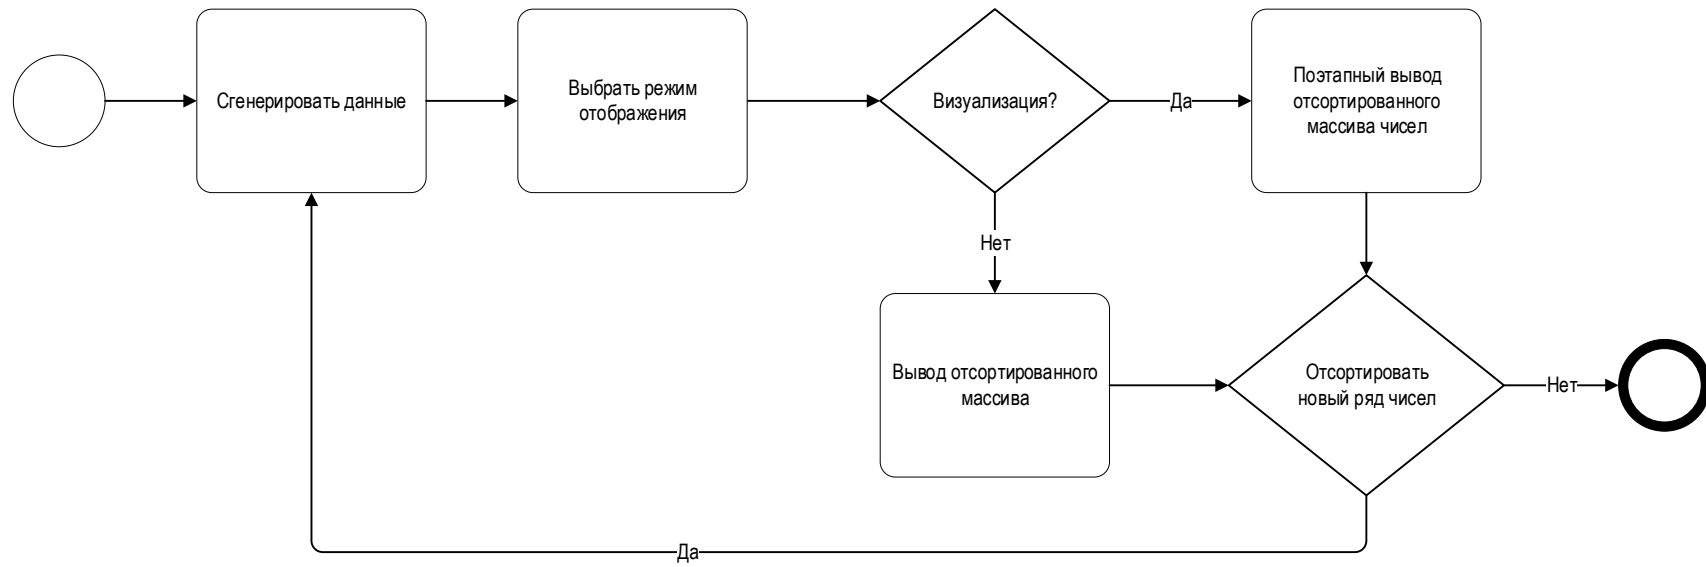 Сгенерировать данные
Выбрать режим
отображения
Визуализация?
Да
Поэтапный вывод
отсортированного
массива чисел
Нет
Вывод отсортированного
массива
Отсортировать
новый ряд чисел
Нет
Да